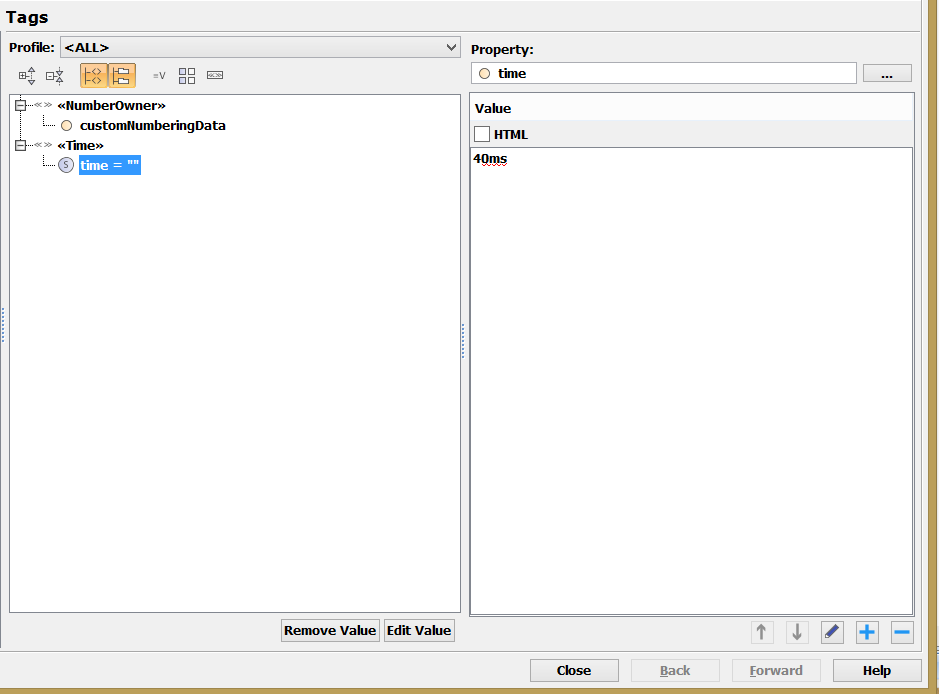 Tags
Profile: <ALL>
=V
«NumberOwner»
customNumberingData
«Time»
S time = ""
Remove Value Edit Value
Property:
time ...
Value
HTML
40ms
Close Back Forward Help